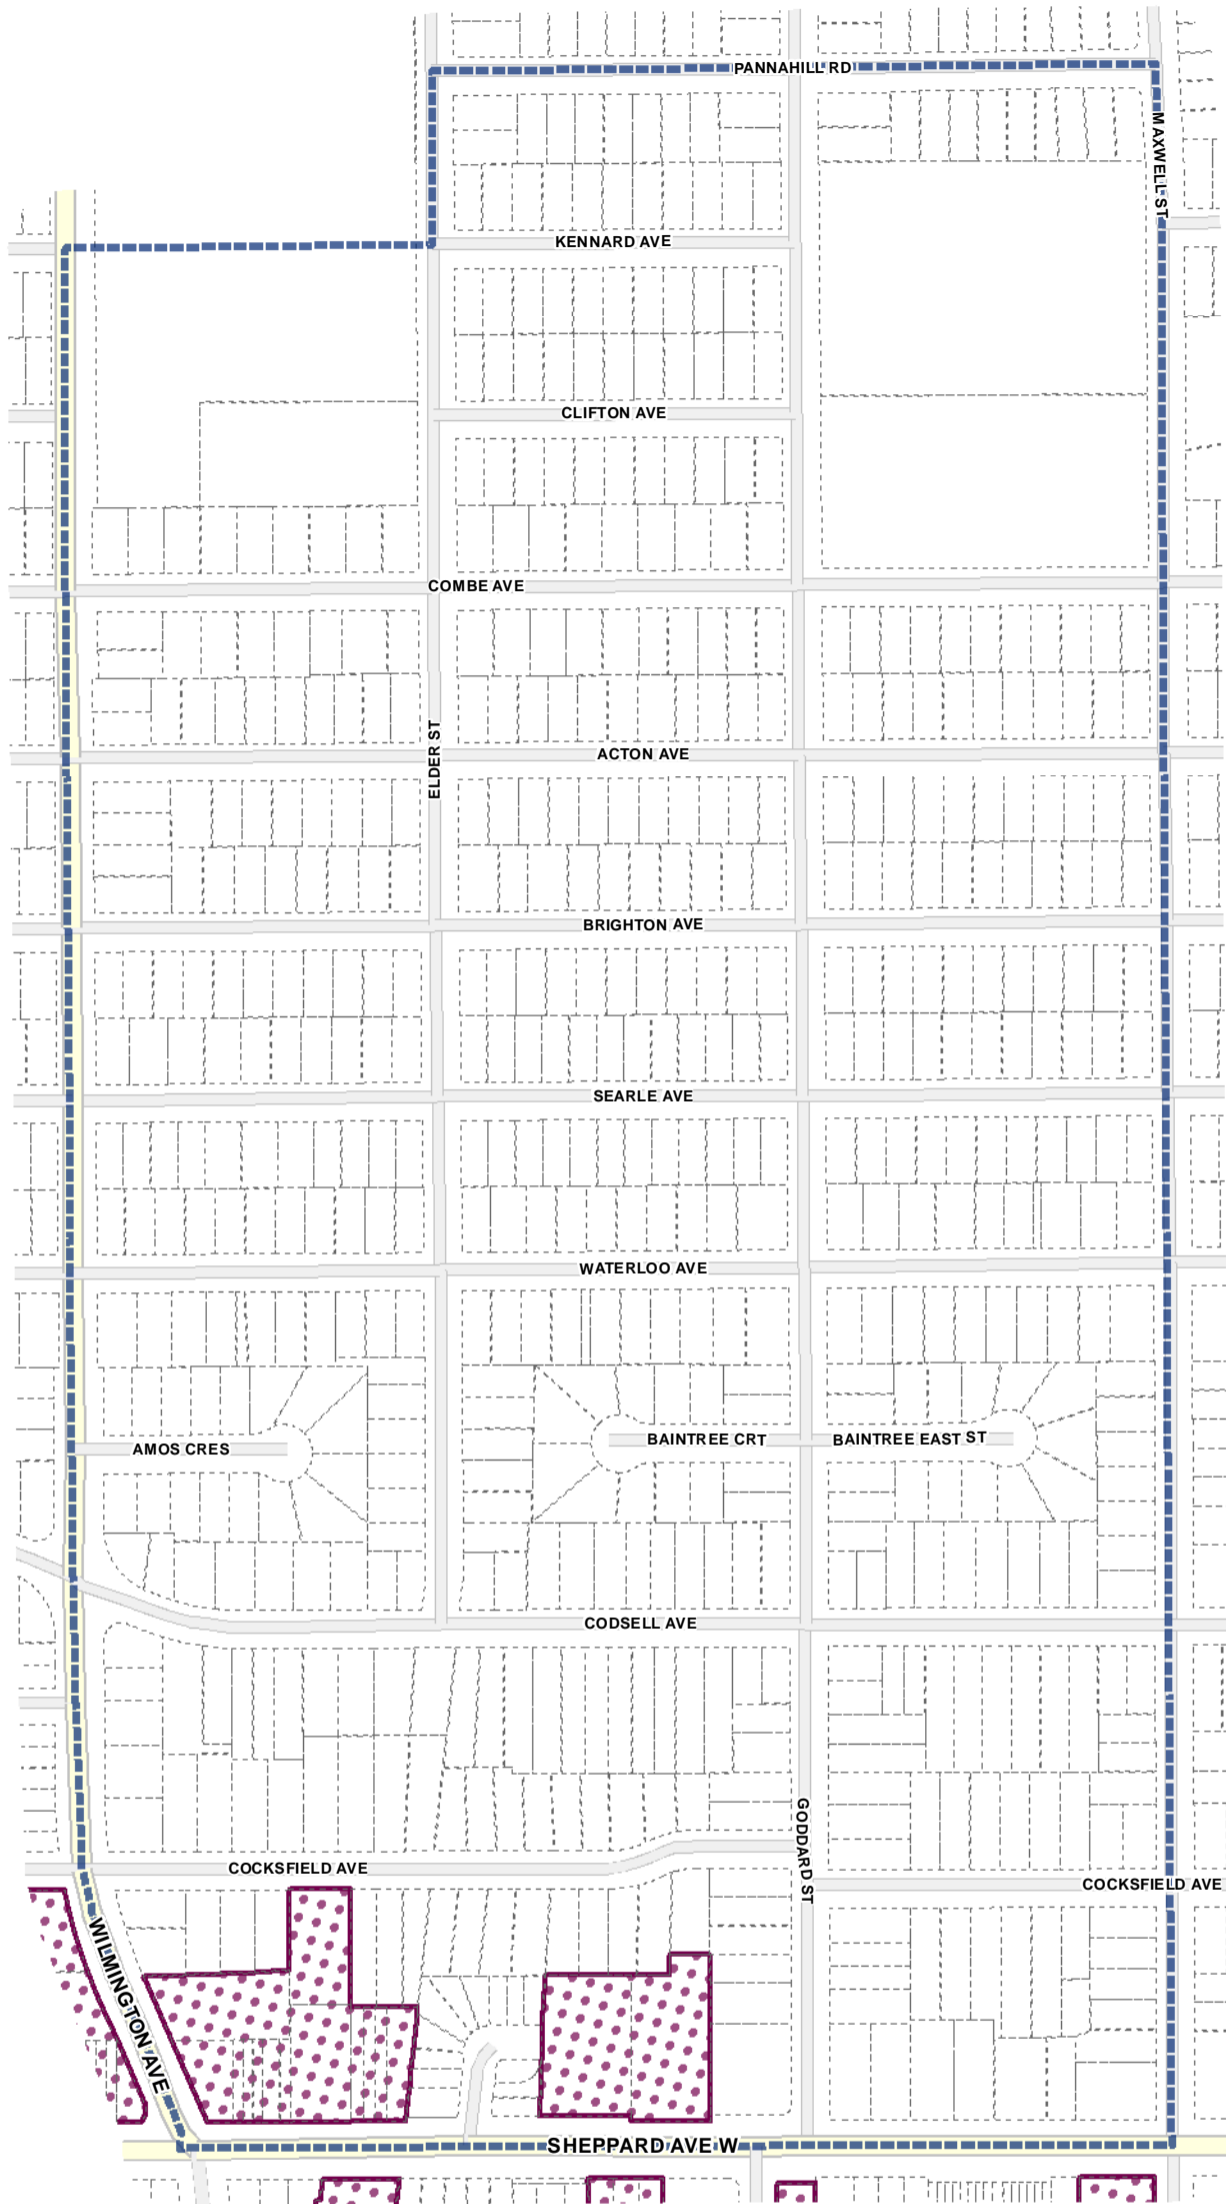 PANNAHILL RD
MAXWELL ST
KENNARD AVE
CLIFTON AVE
COMBE AVE
ELDER ST
ACTON AVE
BRIGHTON AVE
SEARLE AVE
WATERLOO AVE
AMOS CRES
BAINTREE CRT
BAINTREE EAST ST
CODSELL AVE
GODDARD ST
COCKSFIELD AVE
COCKSFIELD AVE
WILMINGTON AVE
SHEPPARD AVE W